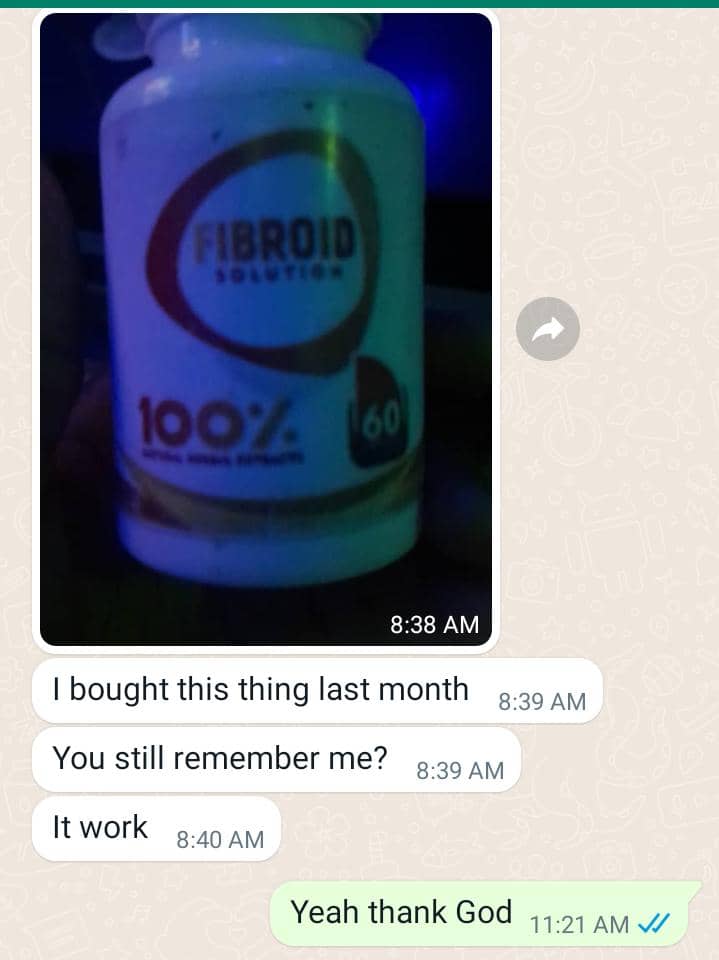 FIBROID
SOLUTION
100%
60
8:38 AM
I bought this thing last month 8:39 AM
You still remember me? 8:39 AM
It work 8:40 AM
Yeah thank God 11:21 AM